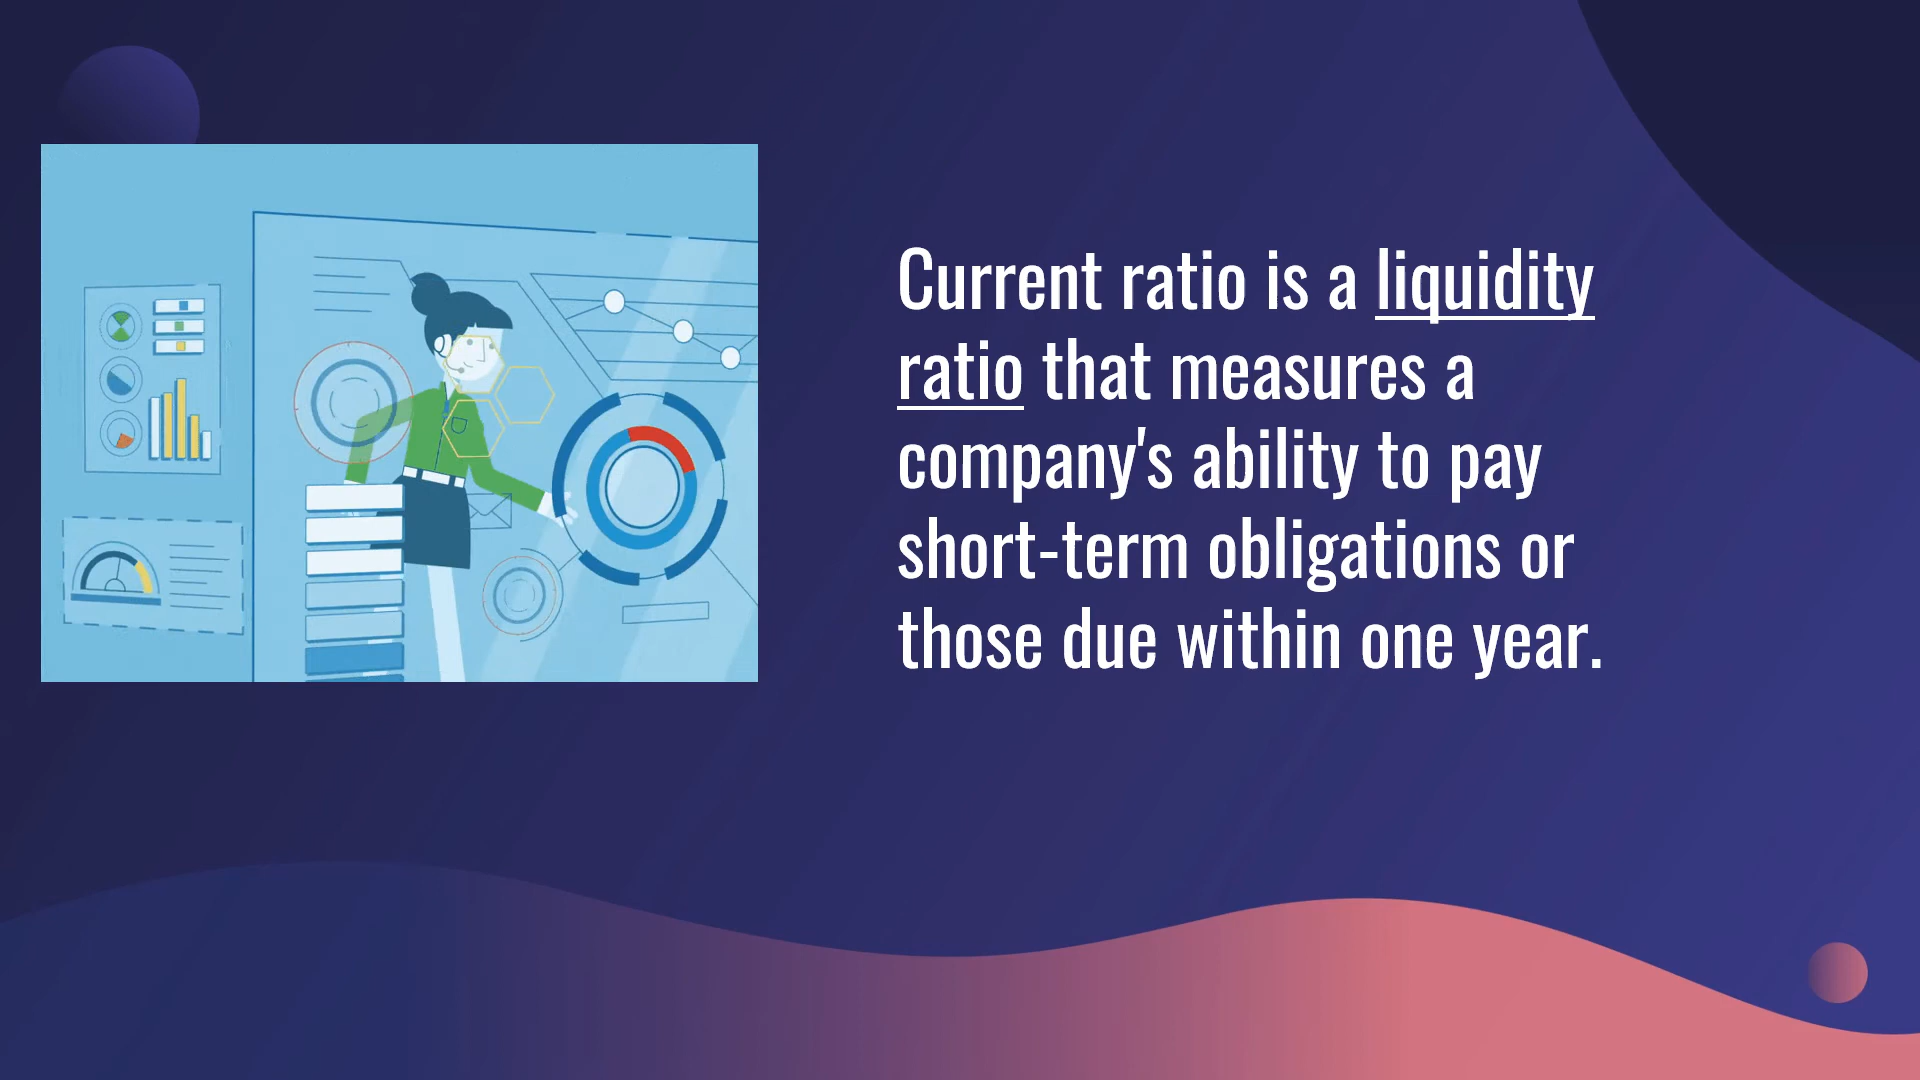 Current ratio is a liquidity
ratio that measures a
company's ability to pay
short-term obligations or
those due within one year.